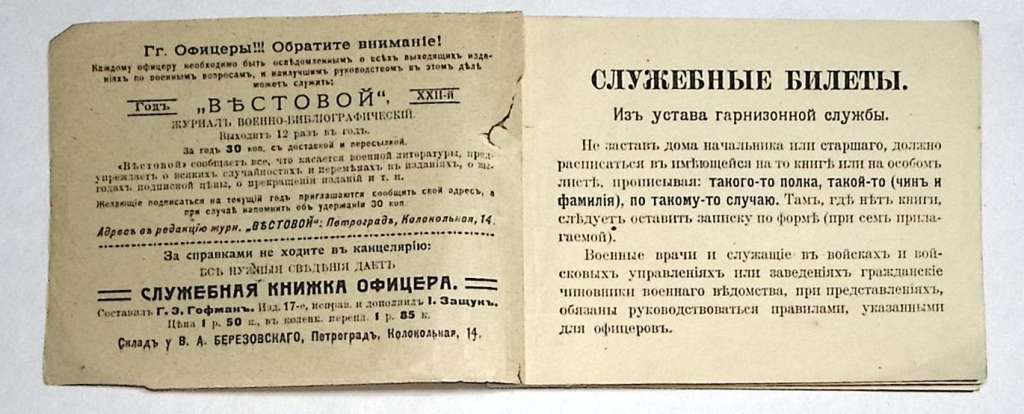 Гг. Офицеры!!! Обратите вниманіе!
Каждому офицеру необходимо быть освѣдомленнымъ о всѣхъ выходящихъ изда-
ніяхъ по военнымъ вопросамъ, и наилучшимъ руководствомъ въ этомъ дѣлѣ
можетъ служить:
Годъ „ВѢСТОВОЙ“, XXII-й
ЖУРНАЛЪ ВОЕННО-БИБЛІОГРАФИЧЕСКІЙ.
Выходитъ 12 разъ въ годъ.
За годъ 30 коп. съ доставкой и пересылкой.
«Вѣстовой» сообщаетъ все, что касается военной литературы, пред-
упреждаетъ о всякихъ случайностяхъ и перемѣнахъ въ изданіяхъ, о вы-
годахъ подписной цѣны, о прекращеніи изданій и т. п.
Желающіе подписаться на текущій годъ приглашаются сообщить свой адресъ, а
при случаѣ напомнить объ удержаніи 30 коп.
Адресъ въ редакцію журн. „ВѢСТОВОЙ“: Петроградъ, Колокольная, 14.
За справками не ходите въ канцелярію:
ВСѢ НУЖНЫЯ СВѢДѢНІЯ ДАЕТЪ
СЛУЖЕБНАЯ КНИЖКА ОФИЦЕРА.
Составилъ Г. Э. Гофманъ. Изд. 17-е, исправ. и дополнилъ І. Защукъ.
Цѣна 1 р. 50 к., въ коленк. перепл. 1 р. 85 к.
Складъ у В. А. БЕРЕЗОВСКАГО, Петроградъ, Колокольная, 14.
СЛУЖЕБНЫЕ БИЛЕТЫ.
Изъ устава гарнизонной службы.
Не заставъ дома начальника или старшаго, должно
расписаться въ имѣющейся на то книгѣ или на особомъ
листѣ, прописывая: такого-то полка, такой-то (чинъ и
фамилія), по такому-то случаю. Тамъ, гдѣ нѣтъ книги,
слѣдуетъ оставить записку по формѣ (при семъ прила-
гаемой).
Военные врачи и служащіе въ войскахъ и вой-
сковыхъ управленіяхъ или заведеніяхъ гражданскіе
чиновники военнаго вѣдомства, при представленіяхъ,
обязаны руководствоваться правилами, указанными
для офицеровъ.